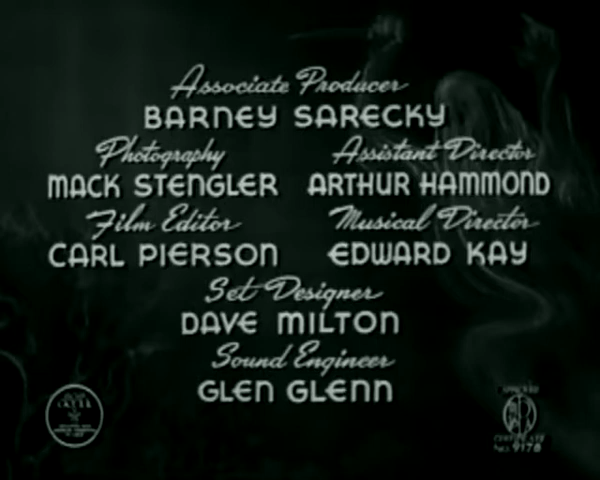 Associate Producer
BARNEY SARECKY
Photography
MACK STENGLER
Assistant Director
ARTHUR HAMMOND
Film Editor
CARL PIERSON
Musical Director
EDWARD KAY
Set Designer
DAVE MILTON
Sound Engineer
GLEN GLENN
9178